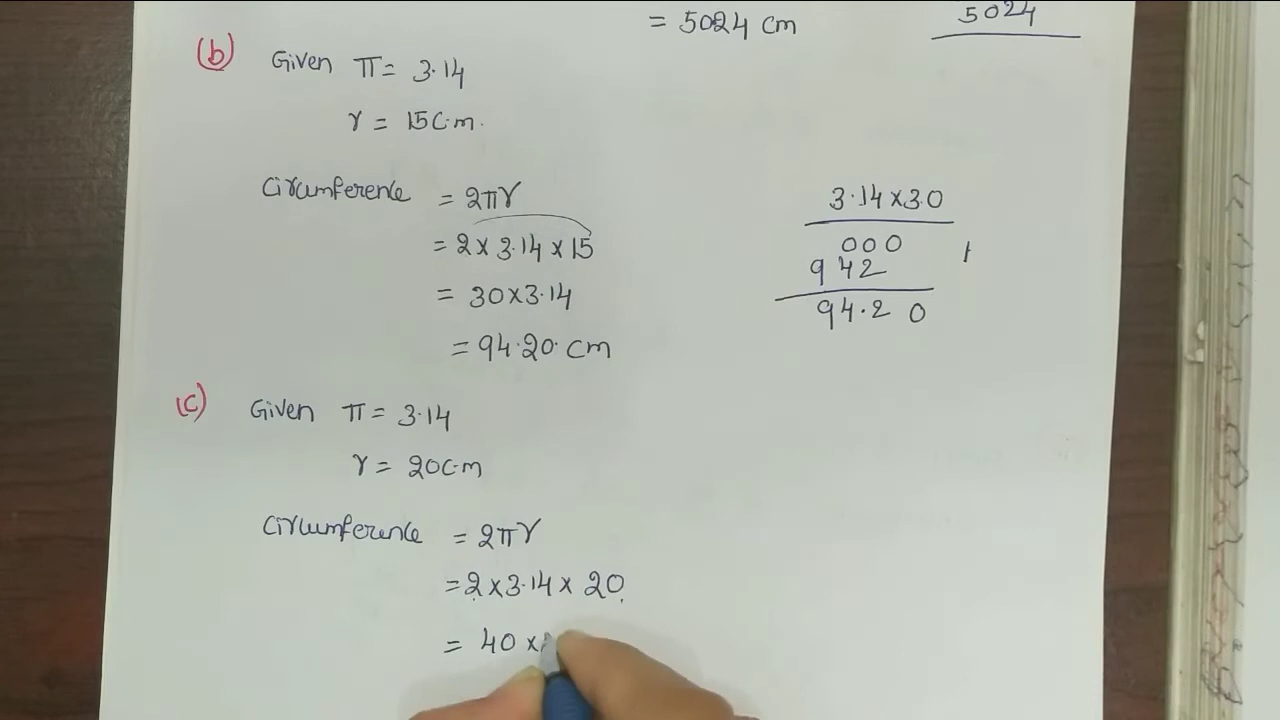 = 5024 cm
5024
(b) Given π = 3.14
r = 15cm.
Circumference = 2πr
= 2 × 3.14 × 15
= 30 × 3.14
= 94.20 cm
3.14 × 30
000
942
94.20
(c) Given π = 3.14
r = 20cm
Circumference = 2πr
= 2 × 3.14 × 20
= 40 ×